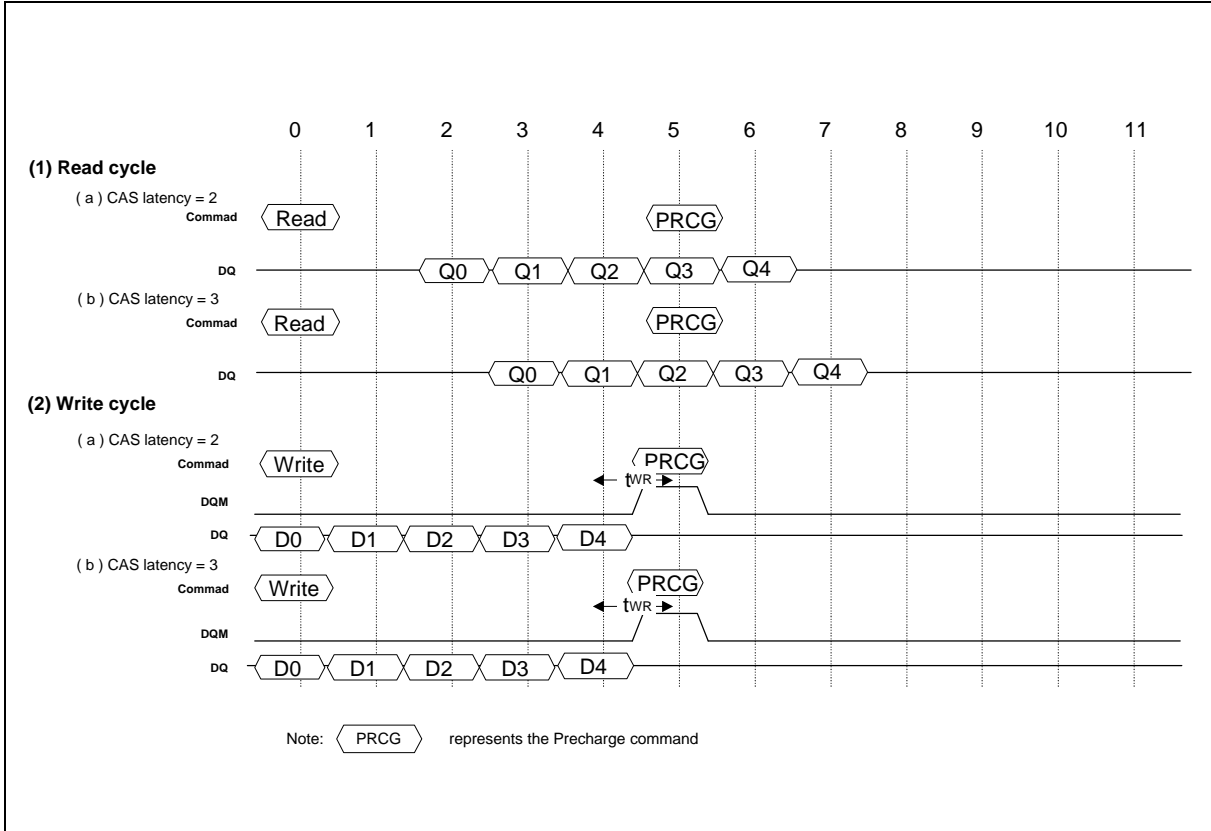 0 1 2 3 4 5 6 7 8 9 10 11
(1) Read cycle
( a ) CAS latency = 2
Commad Read PRCG
DQ Q0 Q1 Q2 Q3 Q4
( b ) CAS latency = 3
Commad Read PRCG
DQ Q0 Q1 Q2 Q3 Q4
(2) Write cycle
( a ) CAS latency = 2
Commad Write PRCG
tWR
DQM
DQ D0 D1 D2 D3 D4
( b ) CAS latency = 3
Commad Write PRCG
tWR
DQM
DQ D0 D1 D2 D3 D4
Note: PRCG represents the Precharge command